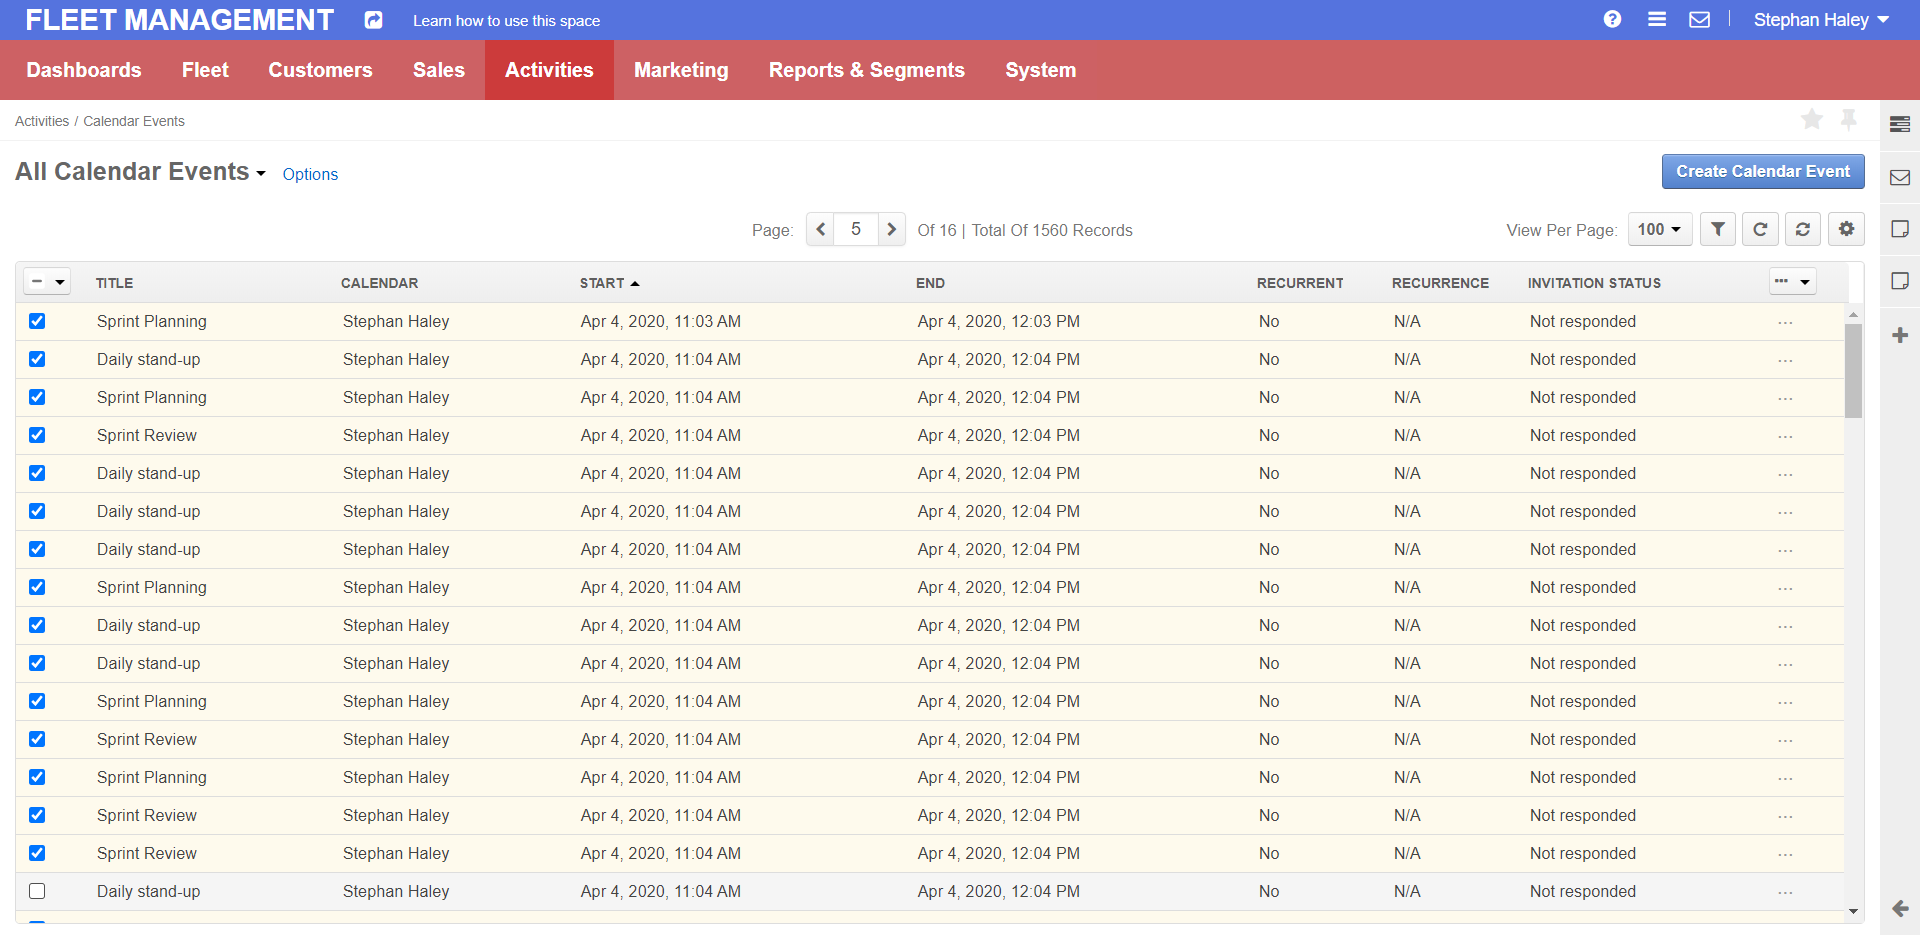 FLEET MANAGEMENT Learn how to use this space Stephan Haley
Dashboards Fleet Customers Sales Activities Marketing Reports & Segments System
Activities / Calendar Events
All Calendar Events Options Create Calendar Event
Page: 5 Of 16 | Total Of 1560 Records View Per Page: 100
TITLE CALENDAR START END RECURRENT RECURRENCE INVITATION STATUS
Sprint Planning Stephan Haley Apr 4, 2020, 11:03 AM Apr 4, 2020, 12:03 PM No N/A Not responded ...
Daily stand-up Stephan Haley Apr 4, 2020, 11:04 AM Apr 4, 2020, 12:04 PM No N/A Not responded ...
Sprint Planning Stephan Haley Apr 4, 2020, 11:04 AM Apr 4, 2020, 12:04 PM No N/A Not responded ...
Sprint Review Stephan Haley Apr 4, 2020, 11:04 AM Apr 4, 2020, 12:04 PM No N/A Not responded ...
Daily stand-up Stephan Haley Apr 4, 2020, 11:04 AM Apr 4, 2020, 12:04 PM No N/A Not responded ...
Daily stand-up Stephan Haley Apr 4, 2020, 11:04 AM Apr 4, 2020, 12:04 PM No N/A Not responded ...
Daily stand-up Stephan Haley Apr 4, 2020, 11:04 AM Apr 4, 2020, 12:04 PM No N/A Not responded ...
Sprint Planning Stephan Haley Apr 4, 2020, 11:04 AM Apr 4, 2020, 12:04 PM No N/A Not responded ...
Daily stand-up Stephan Haley Apr 4, 2020, 11:04 AM Apr 4, 2020, 12:04 PM No N/A Not responded ...
Daily stand-up Stephan Haley Apr 4, 2020, 11:04 AM Apr 4, 2020, 12:04 PM No N/A Not responded ...
Sprint Planning Stephan Haley Apr 4, 2020, 11:04 AM Apr 4, 2020, 12:04 PM No N/A Not responded ...
Sprint Review Stephan Haley Apr 4, 2020, 11:04 AM Apr 4, 2020, 12:04 PM No N/A Not responded ...
Sprint Planning Stephan Haley Apr 4, 2020, 11:04 AM Apr 4, 2020, 12:04 PM No N/A Not responded ...
Sprint Review Stephan Haley Apr 4, 2020, 11:04 AM Apr 4, 2020, 12:04 PM No N/A Not responded ...
Sprint Review Stephan Haley Apr 4, 2020, 11:04 AM Apr 4, 2020, 12:04 PM No N/A Not responded ...
Daily stand-up Stephan Haley Apr 4, 2020, 11:04 AM Apr 4, 2020, 12:04 PM No N/A Not responded ...